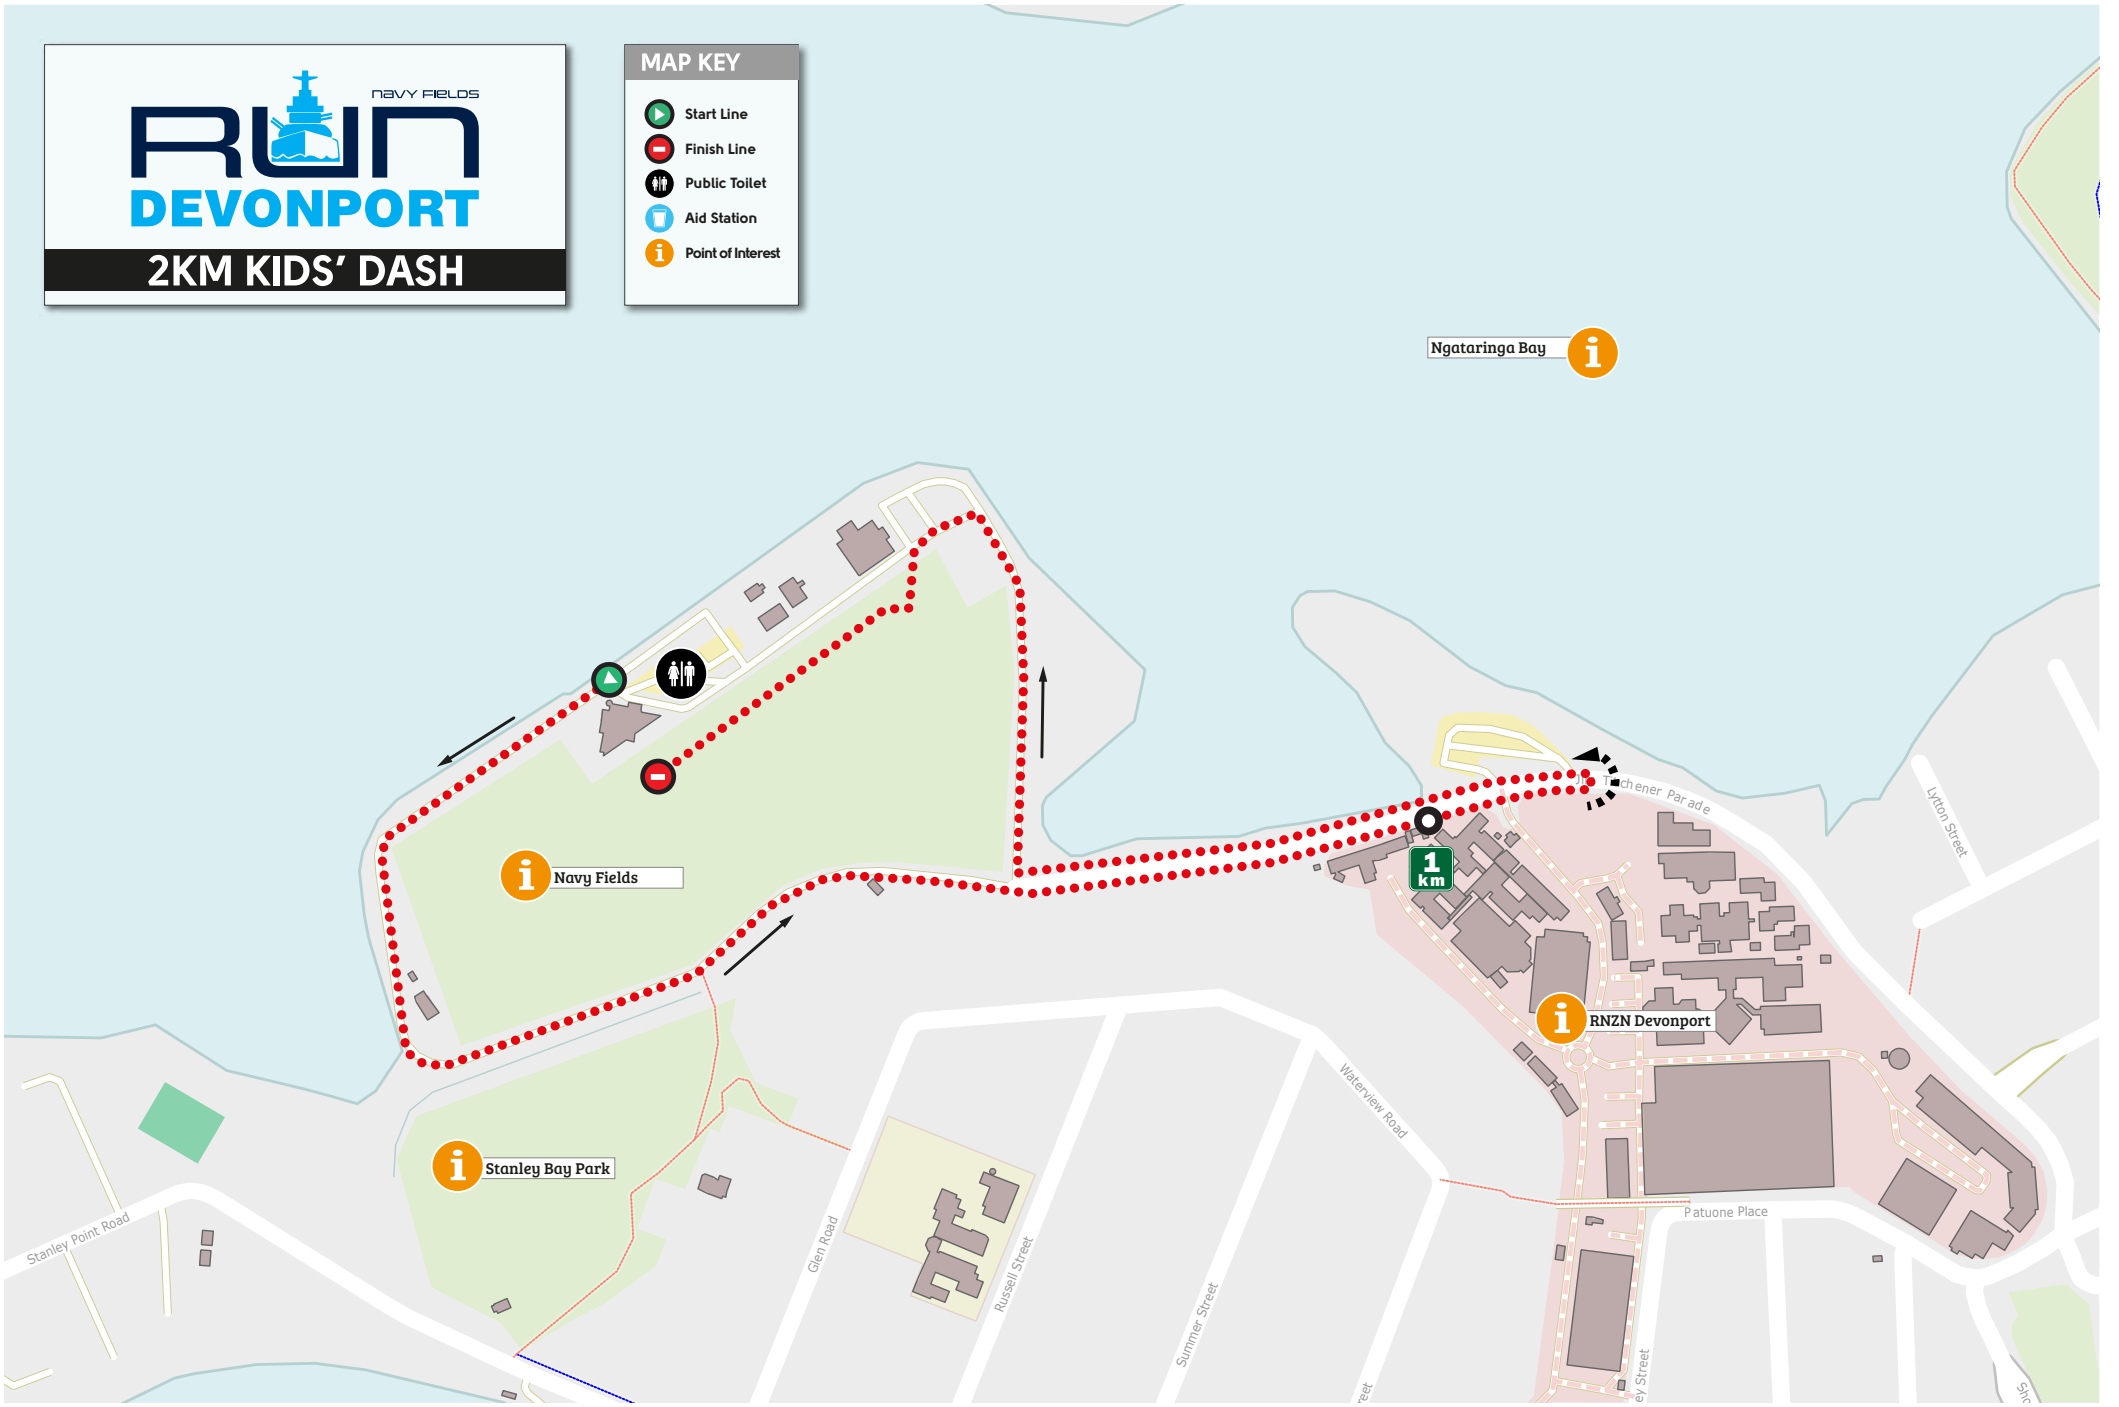 NAVY FIELDS
RUN
DEVONPORT
2KM KIDS' DASH
MAP KEY
Start Line
Finish Line
Public Toilet
Aid Station
Point of Interest
Ngataringa Bay
Navy Fields
1
km
RNZN Devonport
Stanley Bay Park
Tichener Parade
Lytton Street
Waterview Road
Patuone Place
Stanley Point Road
Glen Road
Russell Street
Summer Street